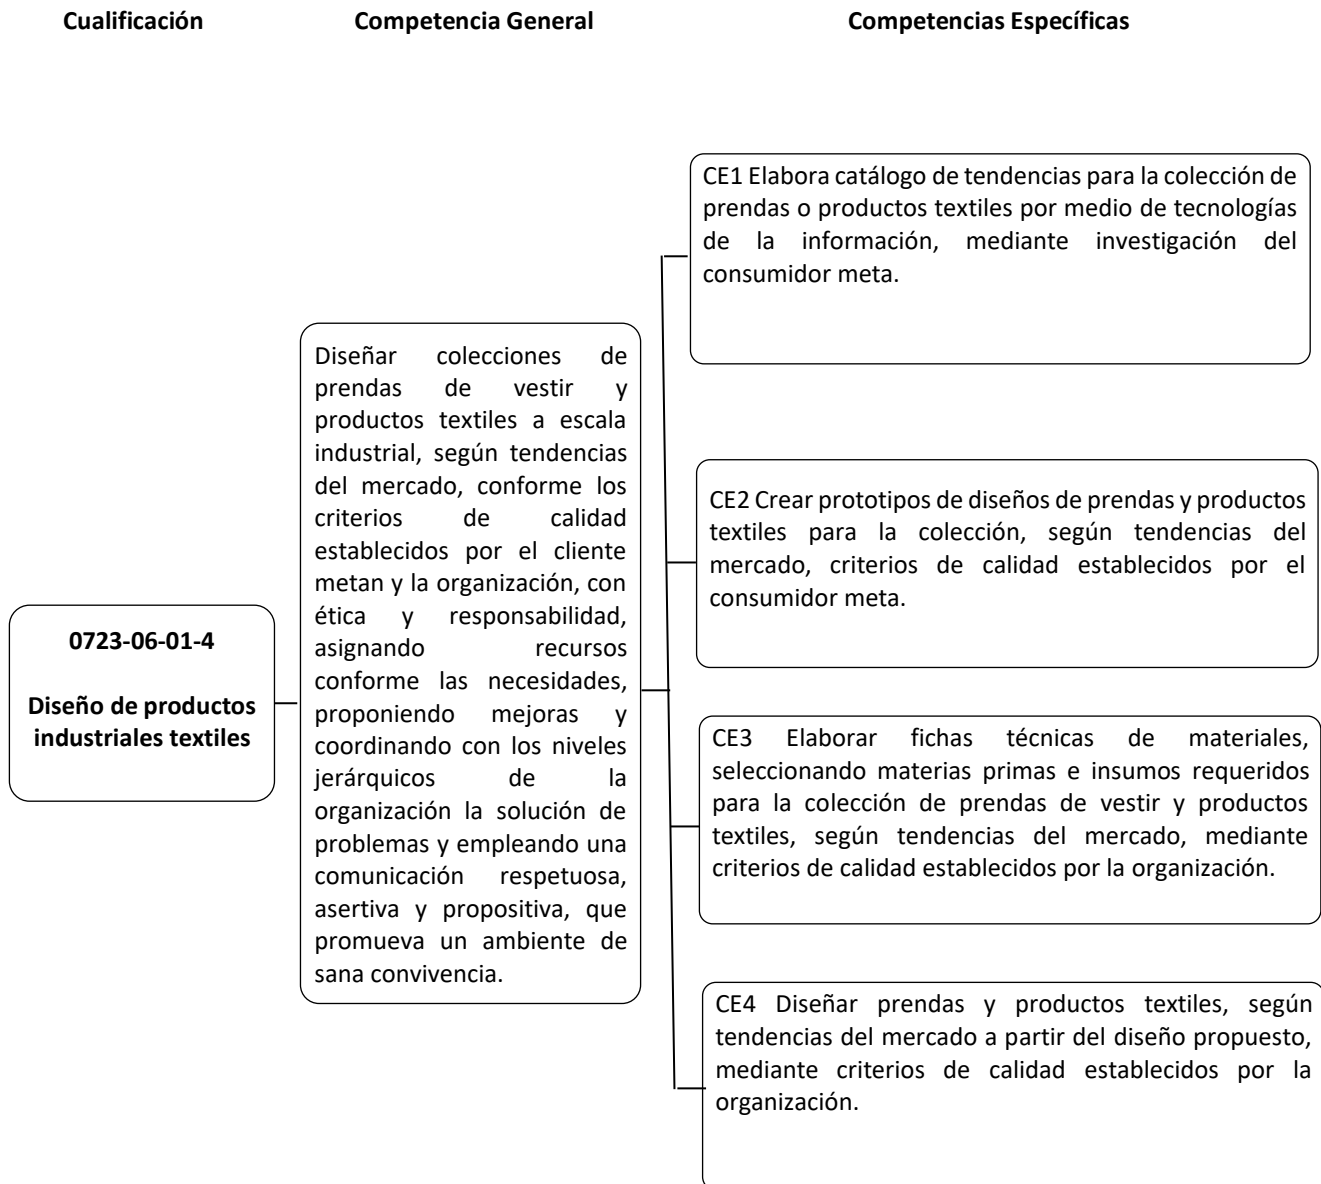 Cualificación
Competencia General
Competencias Específicas
0723-06-01-4
Diseño de productos
industriales textiles
Diseñar colecciones de
prendas de vestir y
productos textiles a escala
industrial, según tendencias
del mercado, conforme los
criterios de calidad
establecidos por el cliente
metan y la organización, con
ética y responsabilidad,
asignando recursos
conforme las necesidades,
proponiendo mejoras y
coordinando con los niveles
jerárquicos de la
organización la solución de
problemas y empleando una
comunicación respetuosa,
asertiva y propositiva, que
promueva un ambiente de
sana convivencia.
CE1 Elabora catálogo de tendencias para la colección de
prendas o productos textiles por medio de tecnologías
de la información, mediante investigación del
consumidor meta.
CE2 Crear prototipos de diseños de prendas y productos
textiles para la colección, según tendencias del
mercado, criterios de calidad establecidos por el
consumidor meta.
CE3 Elaborar fichas técnicas de materiales,
seleccionando materias primas e insumos requeridos
para la colección de prendas de vestir y productos
textiles, según tendencias del mercado, mediante
criterios de calidad establecidos por la organización.
CE4 Diseñar prendas y productos textiles, según
tendencias del mercado a partir del diseño propuesto,
mediante criterios de calidad establecidos por la
organización.